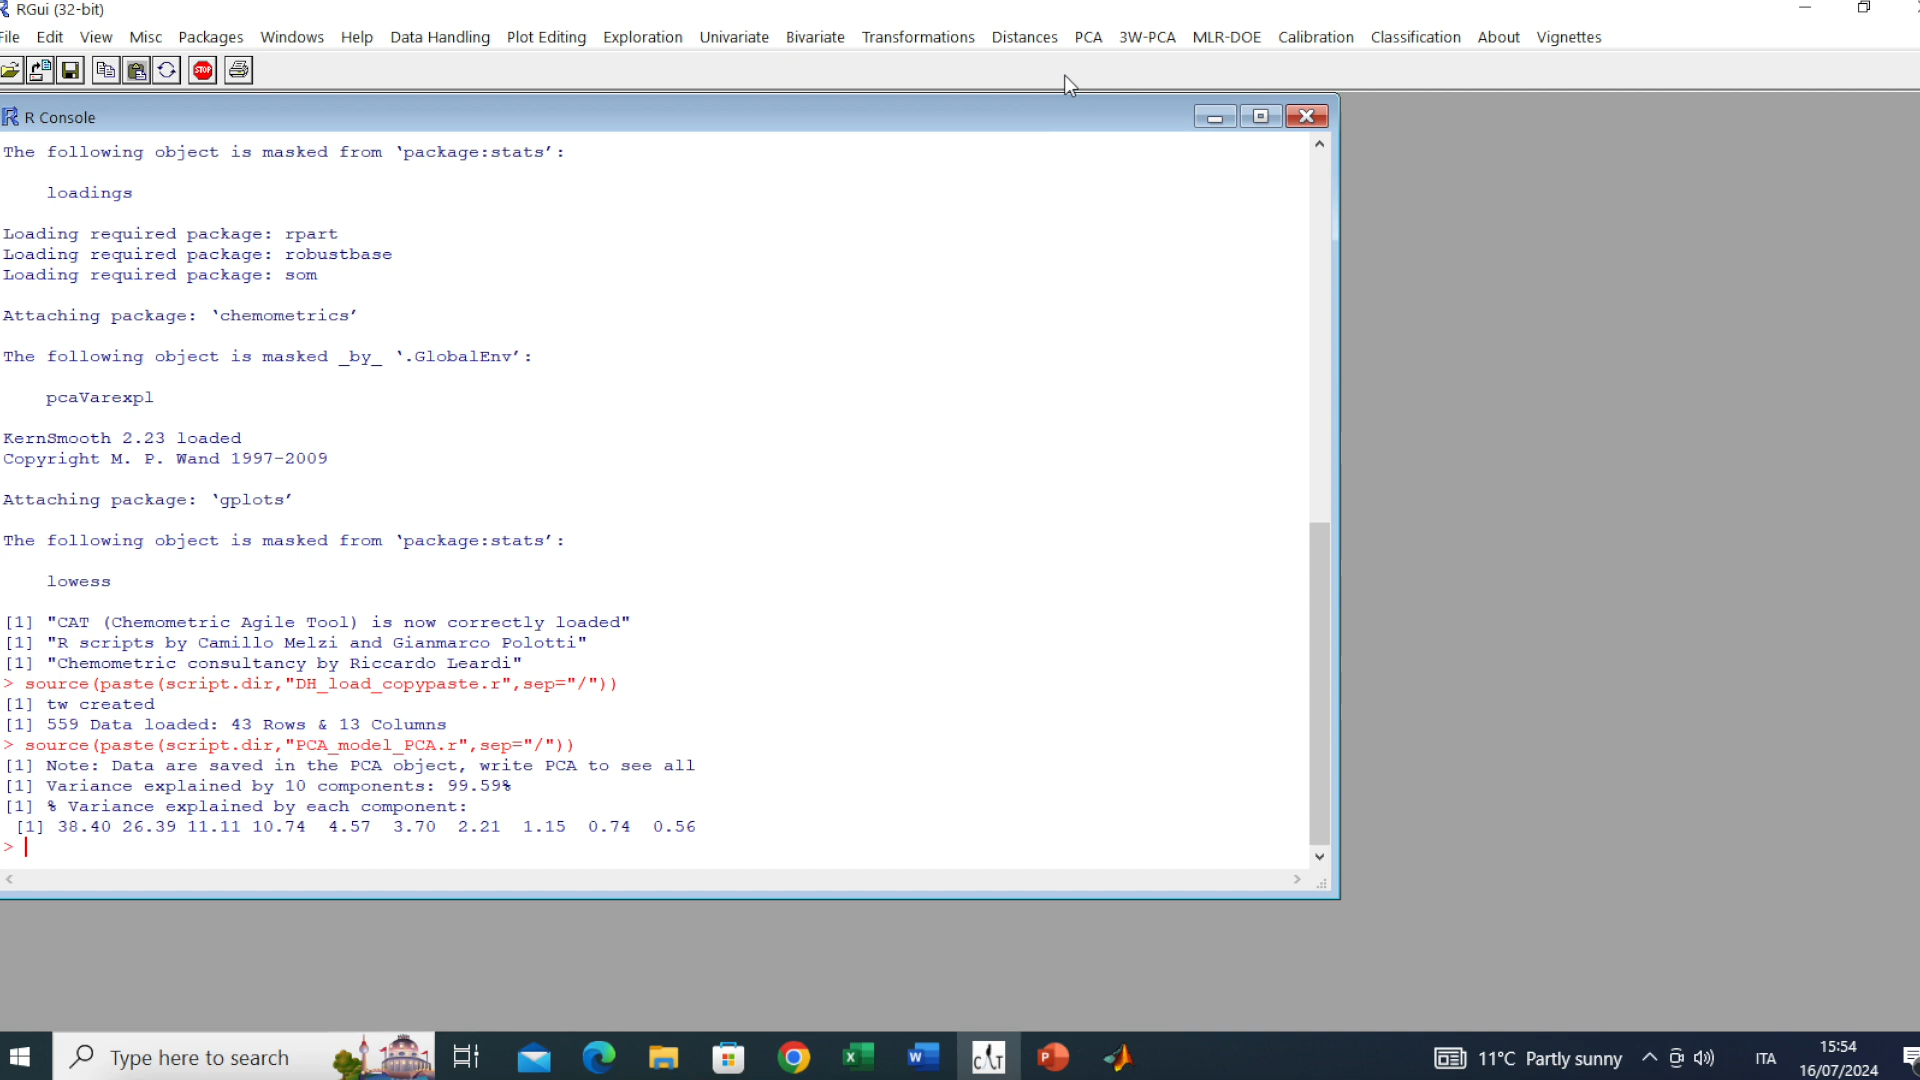 RGui (32-bit)
File Edit View Misc Packages Windows Help Data Handling Plot Editing Exploration Univariate Bivariate Transformations Distances PCA 3W-PCA MLR-DOE Calibration Classification About Vignettes
STOP
R Console
The following object is masked from ‘package:stats’:
loadings
Loading required package: rpart
Loading required package: robustbase
Loading required package: som
Attaching package: ‘chemometrics’
The following object is masked _by_ ‘.GlobalEnv’:
pcaVarexpl
KernSmooth 2.23 loaded
Copyright M. P. Wand 1997-2009
Attaching package: ‘gplots’
The following object is masked from ‘package:stats’:
lowess
[1] "CAT (Chemometric Agile Tool) is now correctly loaded"
[1] "R scripts by Camillo Melzi and Gianmarco Polotti"
[1] "Chemometric consultancy by Riccardo Leardi"
> source(paste(script.dir,"DH_load_copypaste.r",sep="/"))
[1] tw created
[1] 559 Data loaded: 43 Rows & 13 Columns
> source(paste(script.dir,"PCA_model_PCA.r",sep="/"))
[1] Note: Data are saved in the PCA object, write PCA to see all
[1] Variance explained by 10 components: 99.59%
[1] % Variance explained by each component:
[1] 38.40 26.39 11.11 10.74 4.57 3.70 2.21 1.15 0.74 0.56
>
Type here to search
11°C Partly sunny
ITA
15:54
16/07/2024